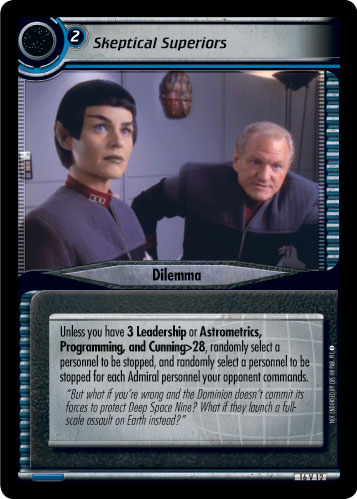 2
Skeptical Superiors
Dilemma
Unless you have 3 Leadership or Astrometrics,
Programming, and Cunning>28, randomly select a
personnel to be stopped, and randomly select a personnel to be
stopped for each Admiral personnel your opponent commands.
"But what if you're wrong and the Dominion doesn't commit its
forces to protect Deep Space Nine? What if they launch a full-
scale assault on Earth instead?"
16 V 12